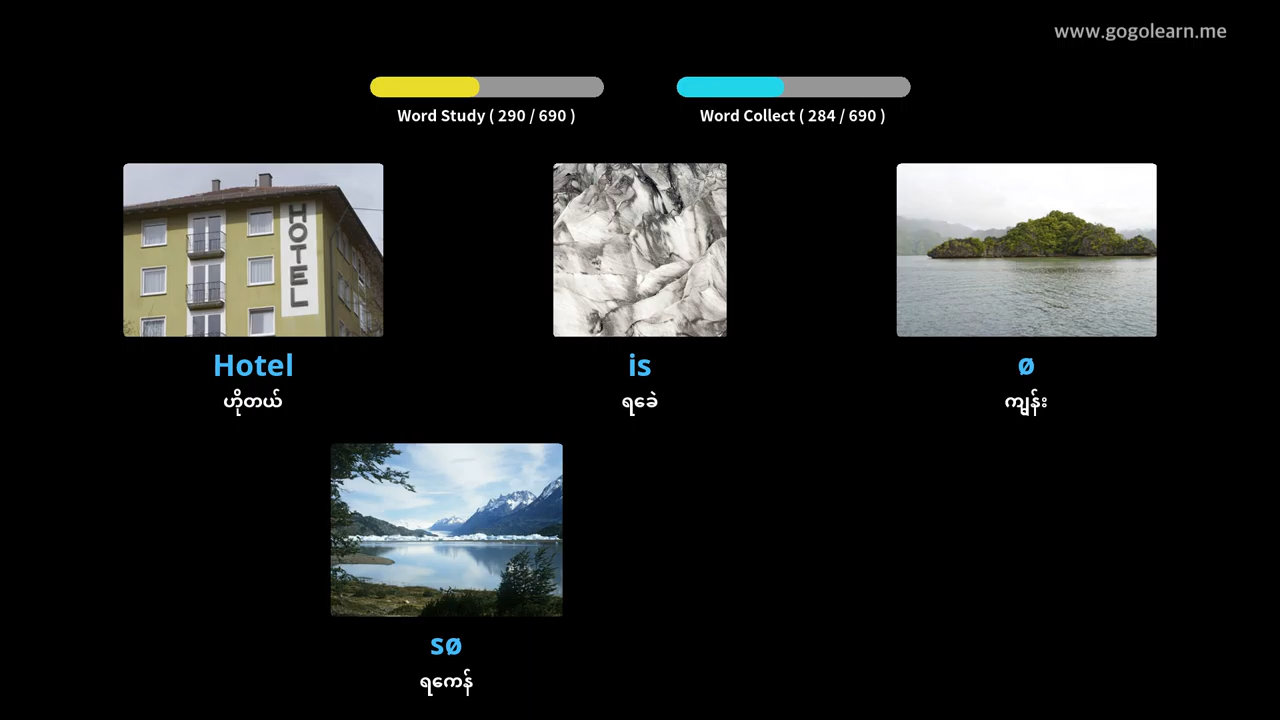 www.gogolearn.me
Word Study ( 290 / 690 )
Word Collect ( 284 / 690 )
HOTEL
Hotel
ဟိုတယ်
is
ရခေဲ
ø
ကျွန်း
sø
ရကေန်